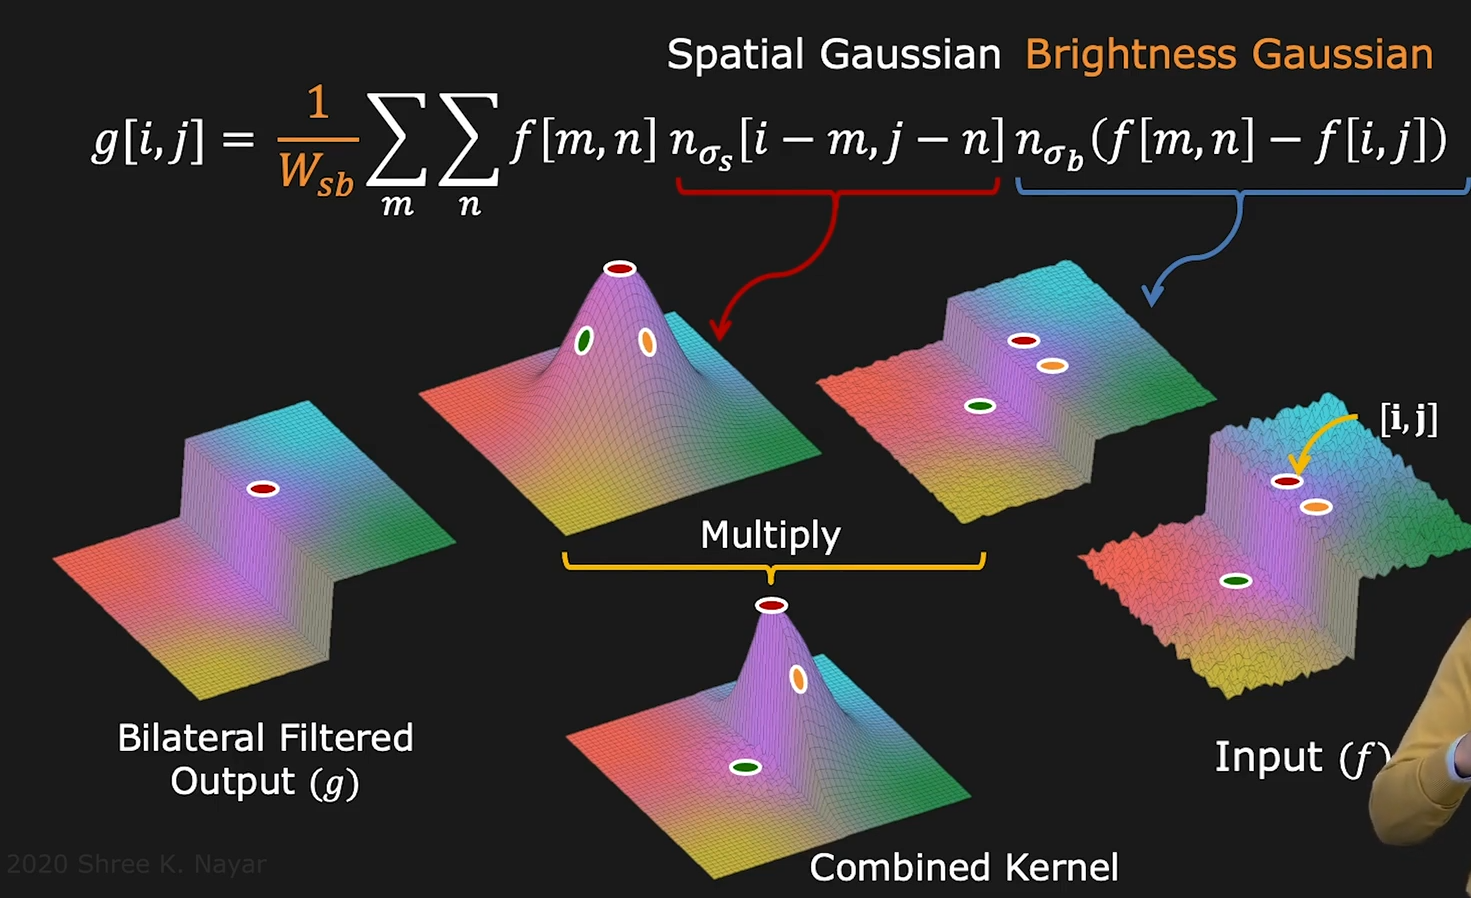 Spatial Gaussian Brightness Gaussian
g[i, j] = 1/W_sb ∑_m ∑_n f[m, n] n_σs[i − m, j − n] n_σb(f[m, n] − f[i, j])
[i, j]
Multiply
Bilateral Filtered
Output (g)
Input (f)
Combined Kernel
2020 Shree K. Nayar